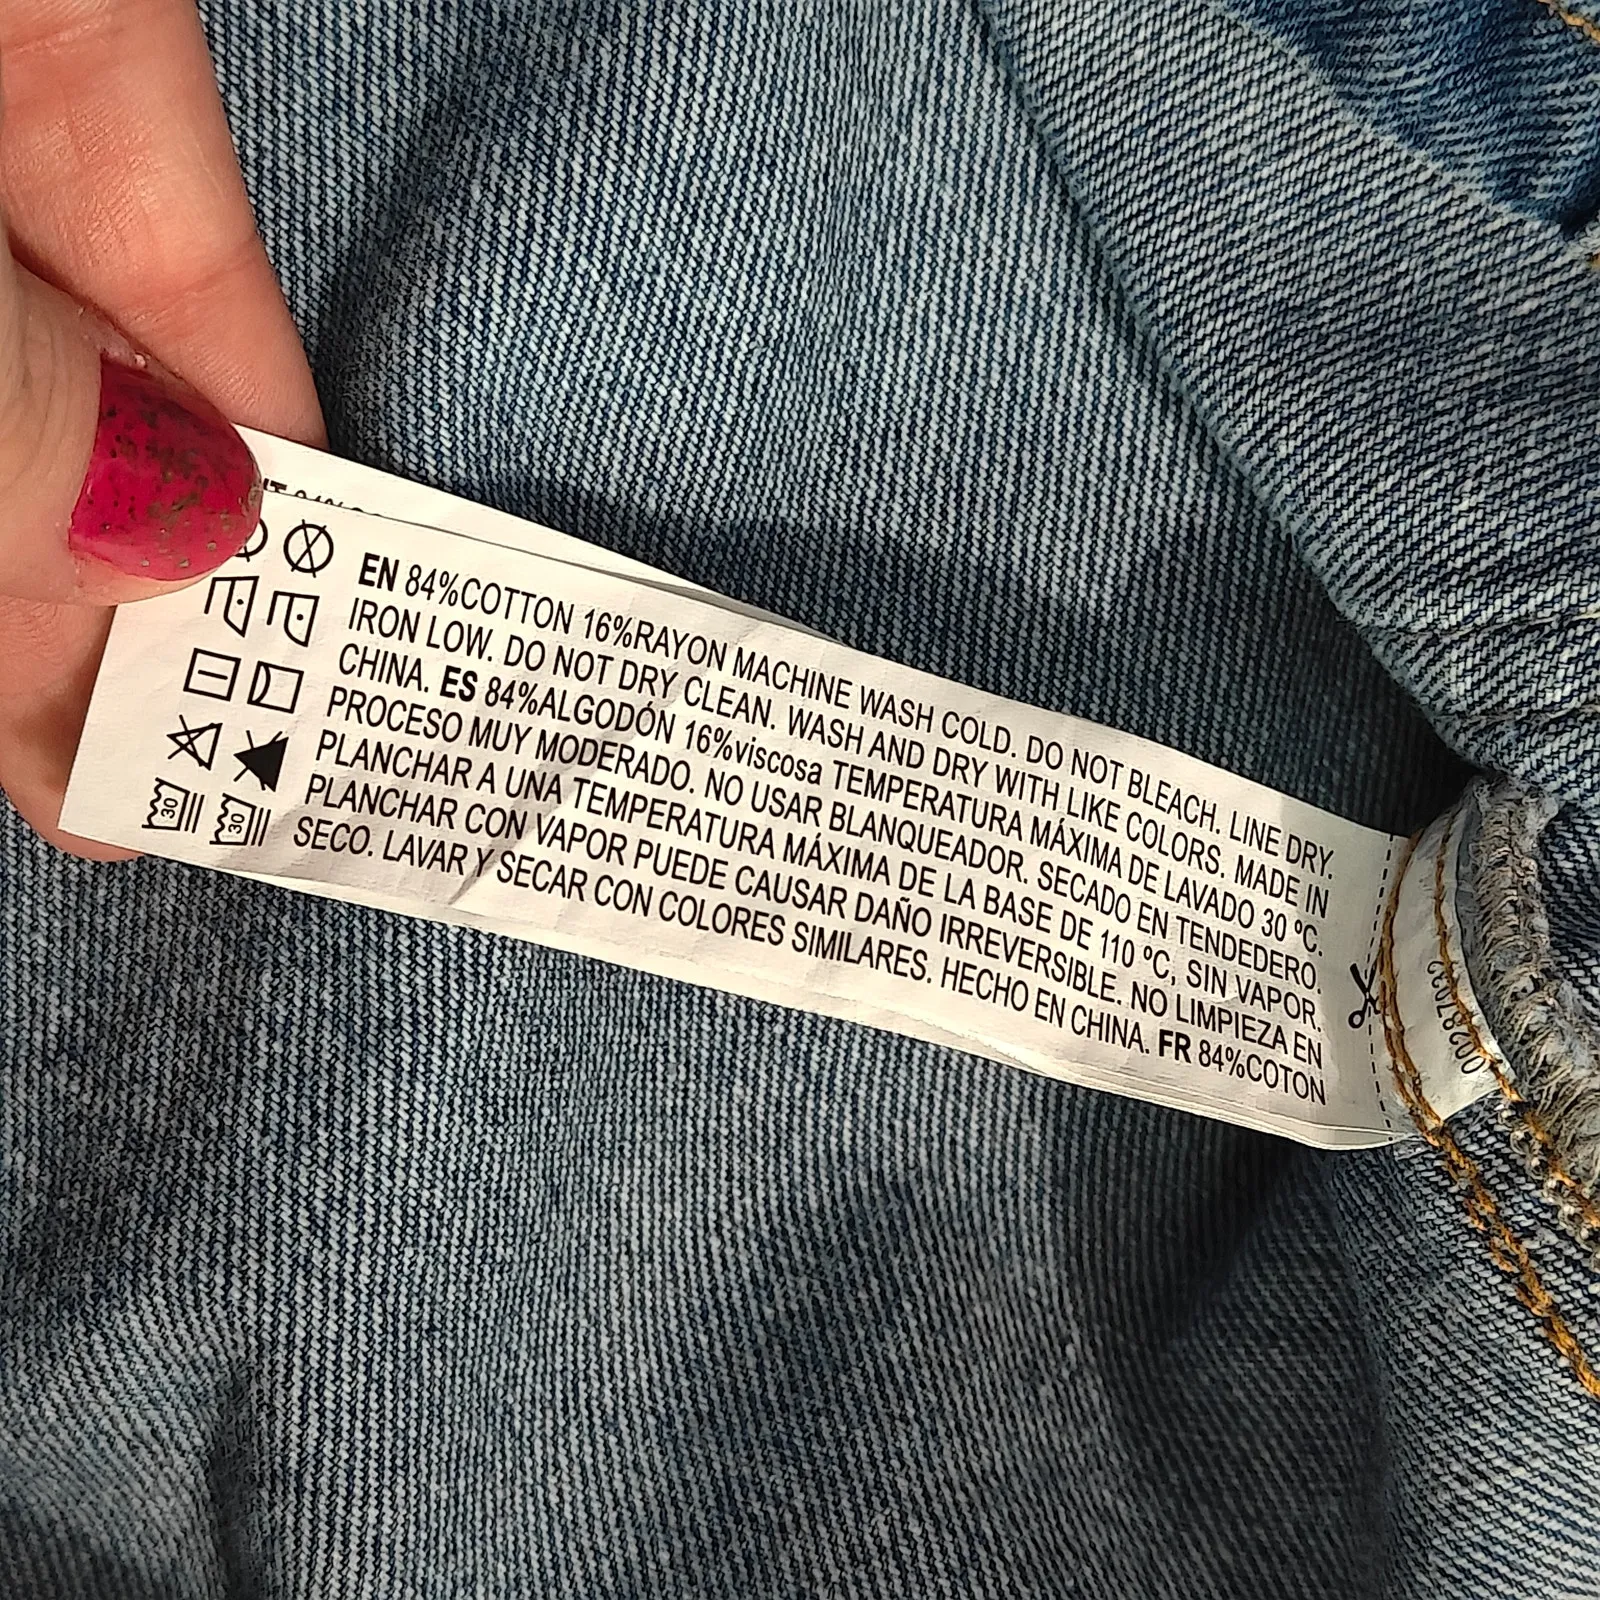 EN 84%COTTON 16%RAYON MACHINE WASH COLD. DO NOT BLEACH. LINE DRY.
IRON LOW. DO NOT DRY CLEAN. WASH AND DRY WITH LIKE COLORS. MADE IN
CHINA. ES 84%ALGODÓN 16%viscosa TEMPERATURA MÁXIMA DE LAVADO 30 ºC.
PROCESO MUY MODERADO. NO USAR BLANQUEADOR. SECADO EN TENDEDERO.
PLANCHAR A UNA TEMPERATURA MÁXIMA DE LA BASE DE 110 ºC, SIN VAPOR.
PLANCHAR CON VAPOR PUEDE CAUSAR DAÑO IRREVERSIBLE. NO LIMPIEZA EN
SECO. LAVAR Y SECAR CON COLORES SIMILARES. HECHO EN CHINA. FR 84%COTON
30
30